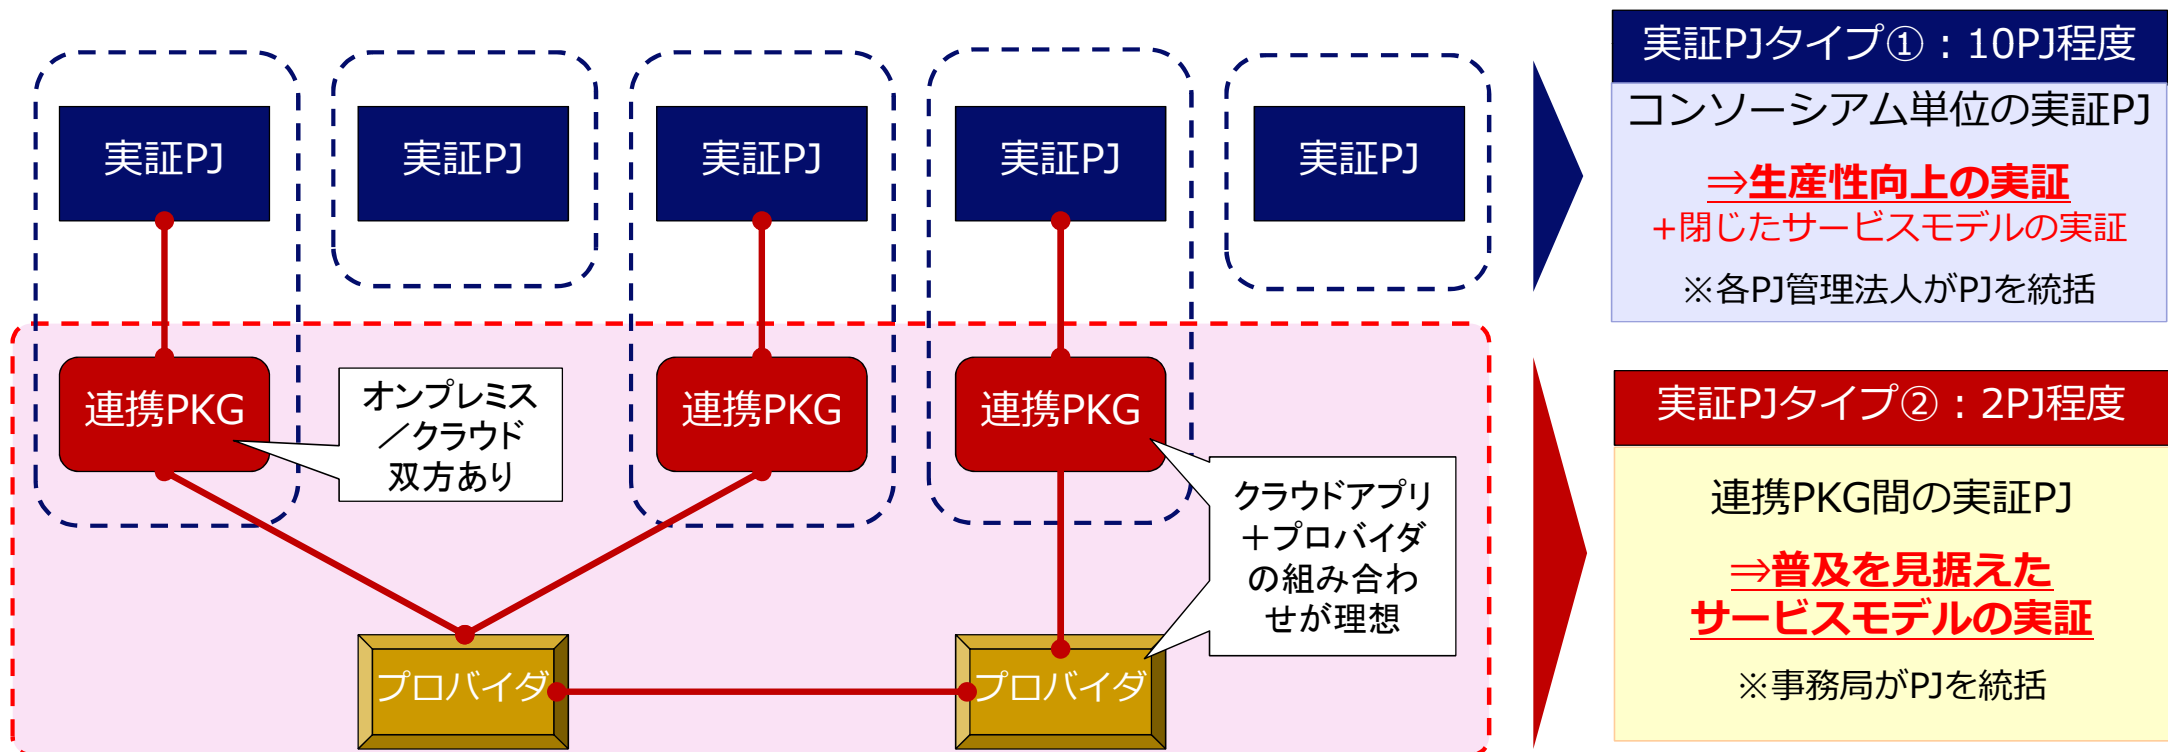 実証PJ
実証PJ
実証PJ
実証PJ
実証PJ
連携PKG
連携PKG
連携PKG
オンプレミス
／クラウド
双方あり
クラウドアプリ
＋プロバイダ
の組み合わ
せが理想
プロバイダ
プロバイダ
実証PJタイプ①：10PJ程度
コンソーシアム単位の実証PJ
⇒生産性向上の実証
+閉じたサービスモデルの実証
※各PJ管理法人がPJを統括
実証PJタイプ②：2PJ程度
連携PKG間の実証PJ
⇒普及を見据えた
サービスモデルの実証
※事務局がPJを統括